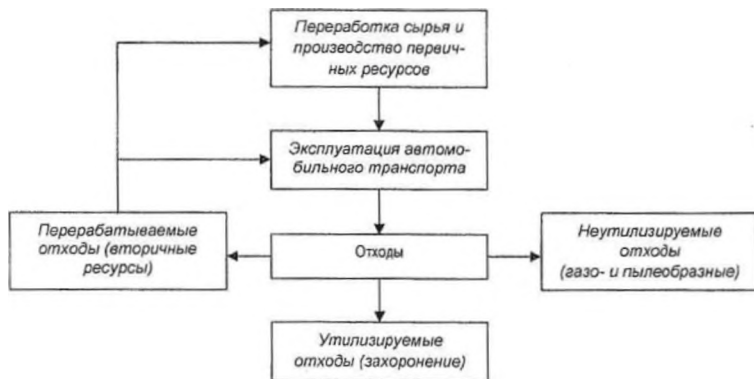 Переработка сырья и
производство первич-
ных ресурсов
Эксплуатация автомо-
бильного транспорта
Перерабатываемые
отходы (вторичные
ресурсы)
Отходы
Неутилизируемые
отходы
(газо- и пылеобразные)
Утилизируемые
отходы (захоронение)